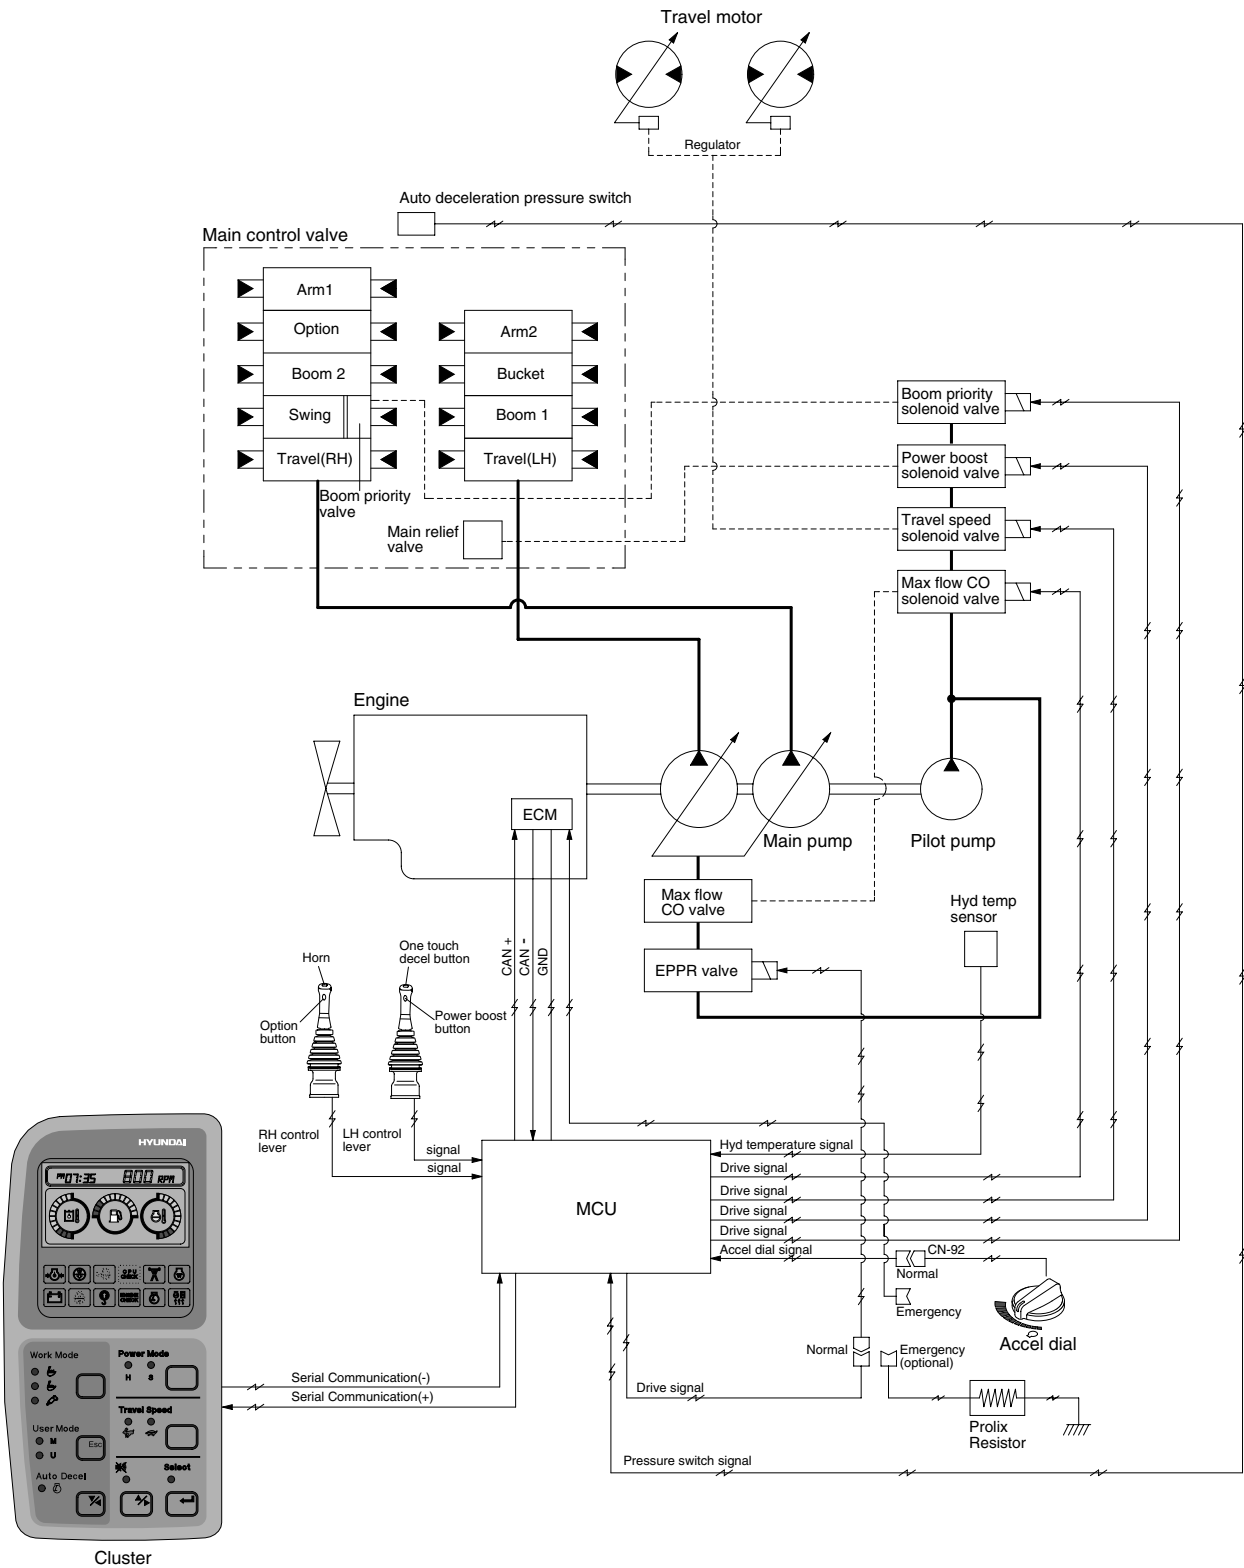 Travel motor
Regulator
Auto deceleration pressure switch
Main control valve
Arm1
Option
Boom 2
Swing
Travel(RH)
Arm2
Bucket
Boom 1
Travel(LH)
Boom priority
valve
Main relief
valve
Boom priority
solenoid valve
Power boost
solenoid valve
Travel speed
solenoid valve
Max flow CO
solenoid valve
Engine
ECM
Main pump
Pilot pump
Max flow
CO valve
EPPR valve
Hyd temp
sensor
CAN +
CAN -
GND
Horn
One touch
decel button
Option
button
Power boost
button
RH control
lever
LH control
lever
signal
signal
MCU
Hyd temperature signal
Drive signal
Drive signal
Drive signal
Drive signal
Accel dial signal
CN-92
Normal
Emergency
Accel dial
Normal
Emergency
(optional)
Drive signal
Prolix
Resistor
Pressure switch signal
Serial Communication(-)
Serial Communication(+)
HYUNDAI
PM 07:35 800 RPM
CPU
CHECK
ENGINE
CHECK
Work Mode
Power Mode
H S
Travel Speed
User Mode
M
U
Esc
Auto Decel
Select
Cluster